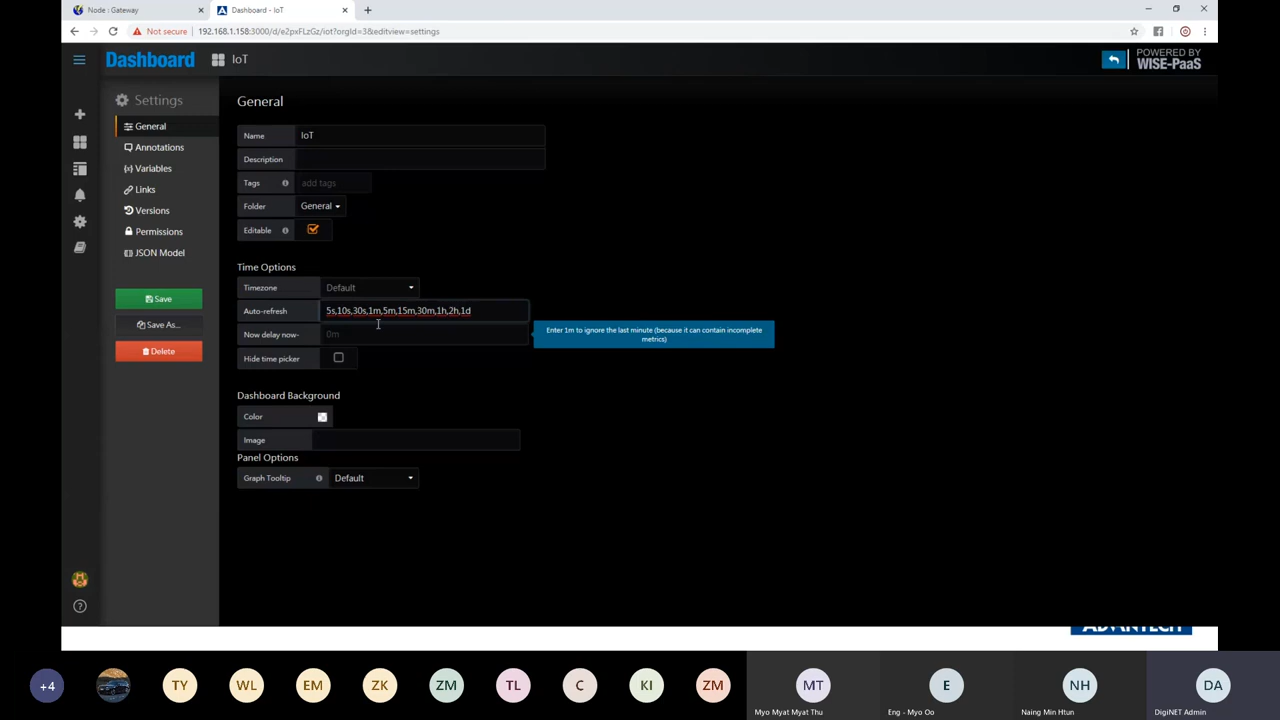 Node : Gateway
Dashboard - IoT
Not secure
192.168.1.158:3000/d/e2pxFLzGz/iot?orgId=3&editview=settings
Dashboard
IoT
POWERED BY
WISE-PaaS
Settings
General
Annotations
Variables
Links
Versions
Permissions
JSON Model
Save
Save As...
Delete
General
Name
IoT
Description
Tags
add tags
Folder
General
Editable
Time Options
Timezone
Default
Auto-refresh
5s,10s,30s,1m,5m,15m,30m,1h,2h,1d
Now delay now-
0m
Enter 1m to ignore the last minute (because it can contain incomplete
metrics)
Hide time picker
Dashboard Background
Color
Image
Panel Options
Graph Tooltip
Default
ADVANTECH
+4
TY
WL
EM
ZK
ZM
TL
C
KI
ZM
MT
Myo Myat Myat Thu
E
Eng - Myo Oo
NH
Naing Min Htun
DA
DigiNET Admin